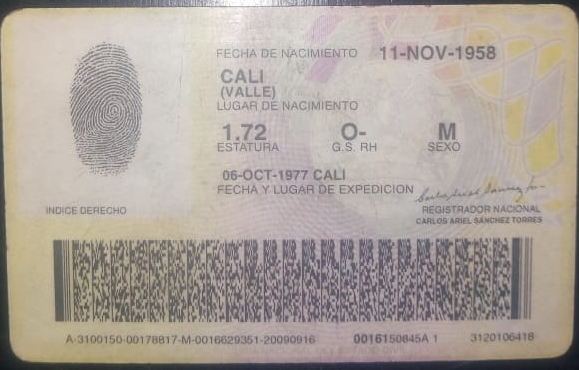 FECHA DE NACIMIENTO 11-NOV-1958
CALI
(VALLE)
LUGAR DE NACIMIENTO
1.72 O- M
ESTATURA G.S. RH SEXO
06-OCT-1977 CALI
FECHA Y LUGAR DE EXPEDICION
INDICE DERECHO
REGISTRADOR NACIONAL
CARLOS ARIEL SÁNCHEZ TORRES
A-3100150-00178817-M-0016629351-20090916 0016150845A 1 3120106418